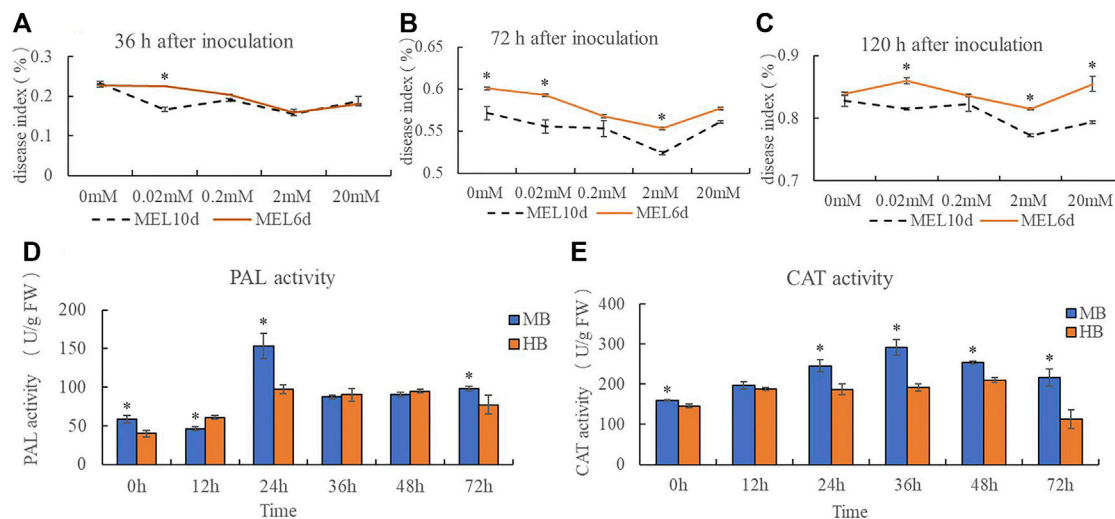 A
36 h after inoculation
disease index（%）
0.3
0.2
0.1
0
*
0mM 0.02mM 0.2mM 2mM 20mM
MEL10d MEL6d
B
72 h after inoculation
disease index（%）
0.65
0.6
0.55
0.5
* * *
0mM 0.02mM 0.2mM 2mM 20mM
MEL10d MEL6d
C
120 h after inoculation
disease index（%）
0.9
0.8
0.7
* * *
0mM 0.02mM 0.2mM 2mM 20mM
MEL10d MEL6d
D
PAL activity
PAL activity （U/g FW）
200
150
100
50
0
* * * *
MB
HB
0h 12h 24h 36h 48h 72h
Time
E
CAT activity
CAT activity （U/g FW）
400
300
200
100
0
* * * * *
MB
HB
0h 12h 24h 36h 48h 72h
Time